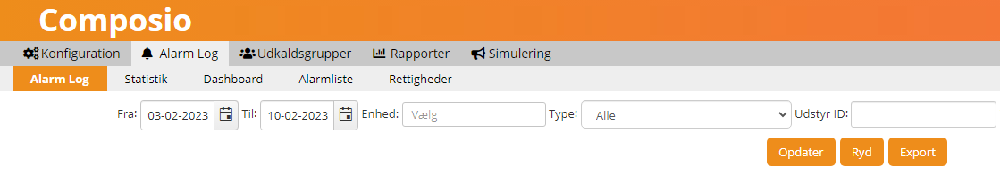 Composio
Konfiguration Alarm Log Udkaldsgrupper Rapporter Simulering
Alarm Log Statistik Dashboard Alarmliste Rettigheder
Fra: 03-02-2023 Til: 10-02-2023 Enhed: Vælg Type: Alle Udstyr ID:
Opdater Ryd Export